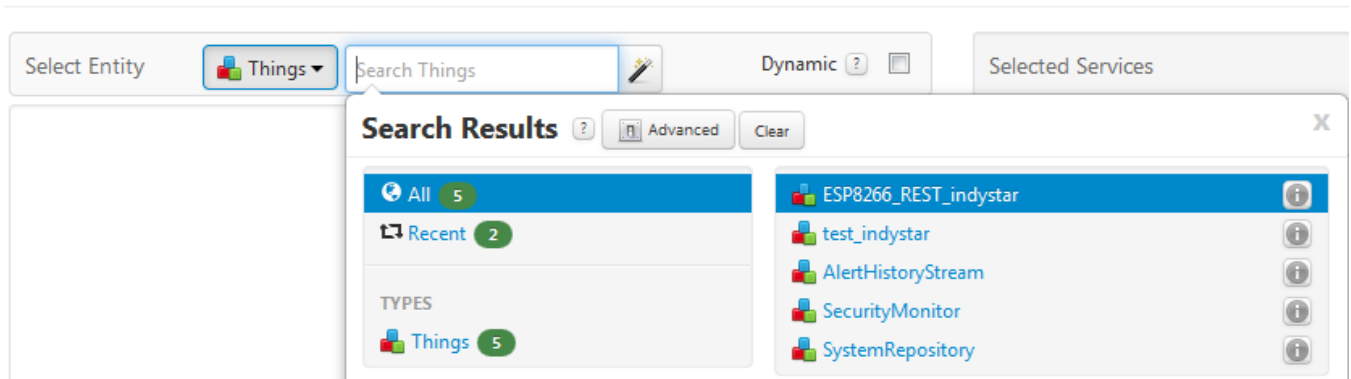 Select Entity
Things
Search Things
Dynamic ?
Selected Services
Search Results ?
Advanced
Clear
X
All 5
Recent 2
TYPES
Things 5
ESP8266_REST_indystar
test_indystar
AlertHistoryStream
SecurityMonitor
SystemRepository